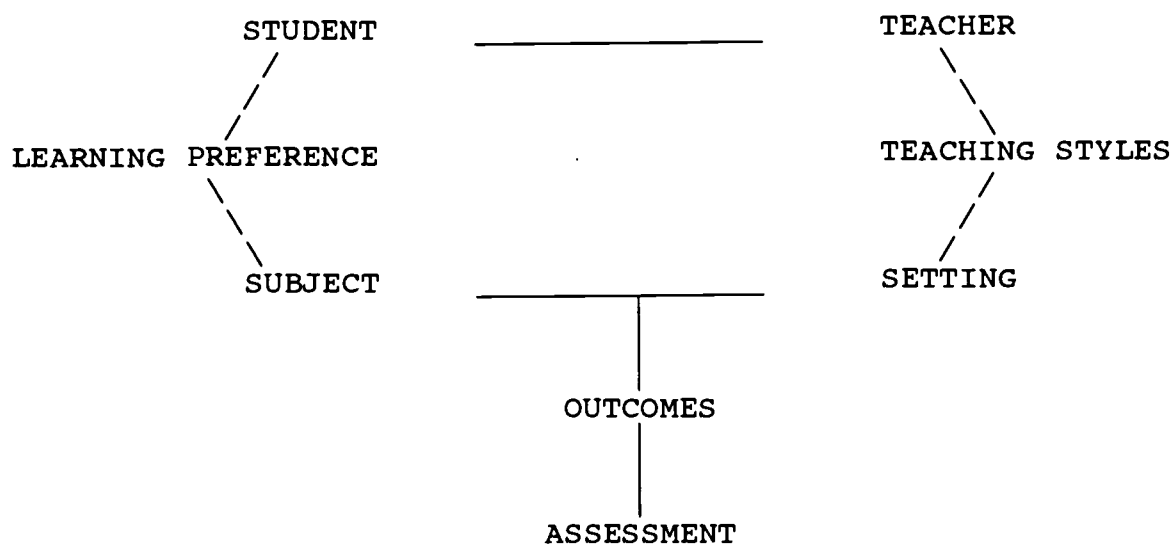 STUDENT TEACHER
LEARNING PREFERENCE TEACHING STYLES
SUBJECT SETTING
OUTCOMES
ASSESSMENT